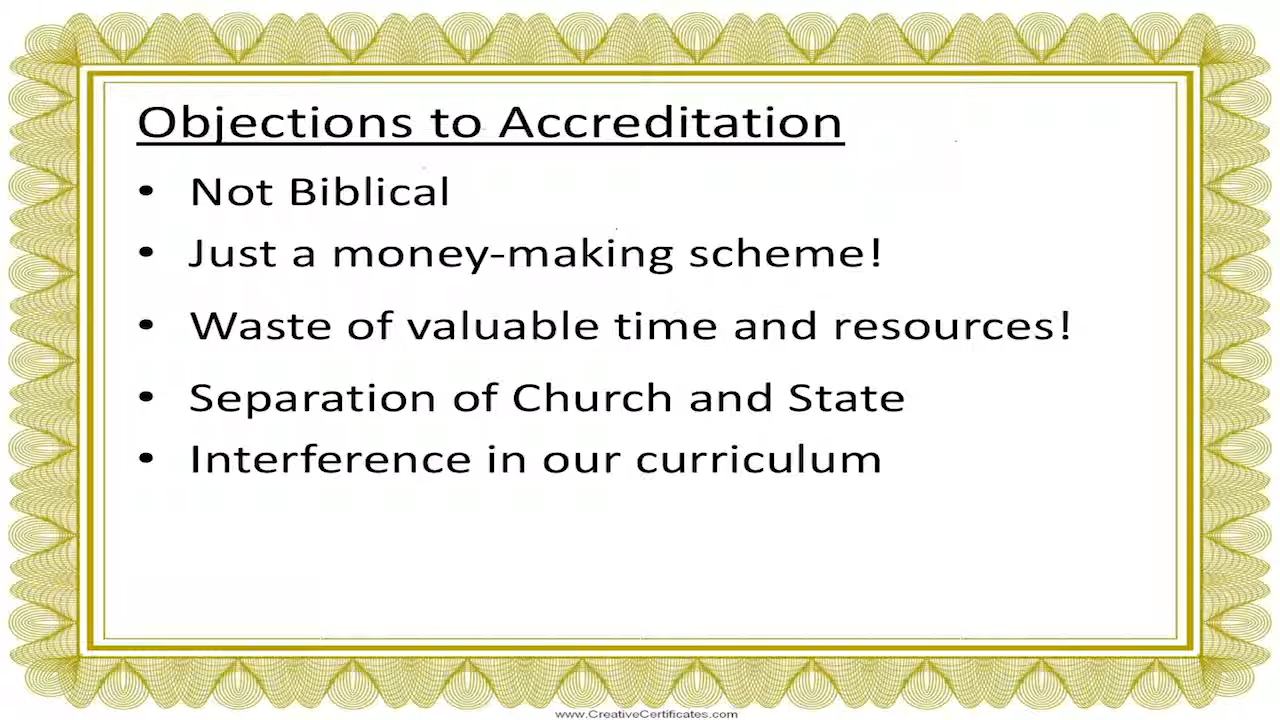 Objections to Accreditation
• Not Biblical
• Just a money-making scheme!
• Waste of valuable time and resources!
• Separation of Church and State
• Interference in our curriculum
www.CreativeCertificates.com